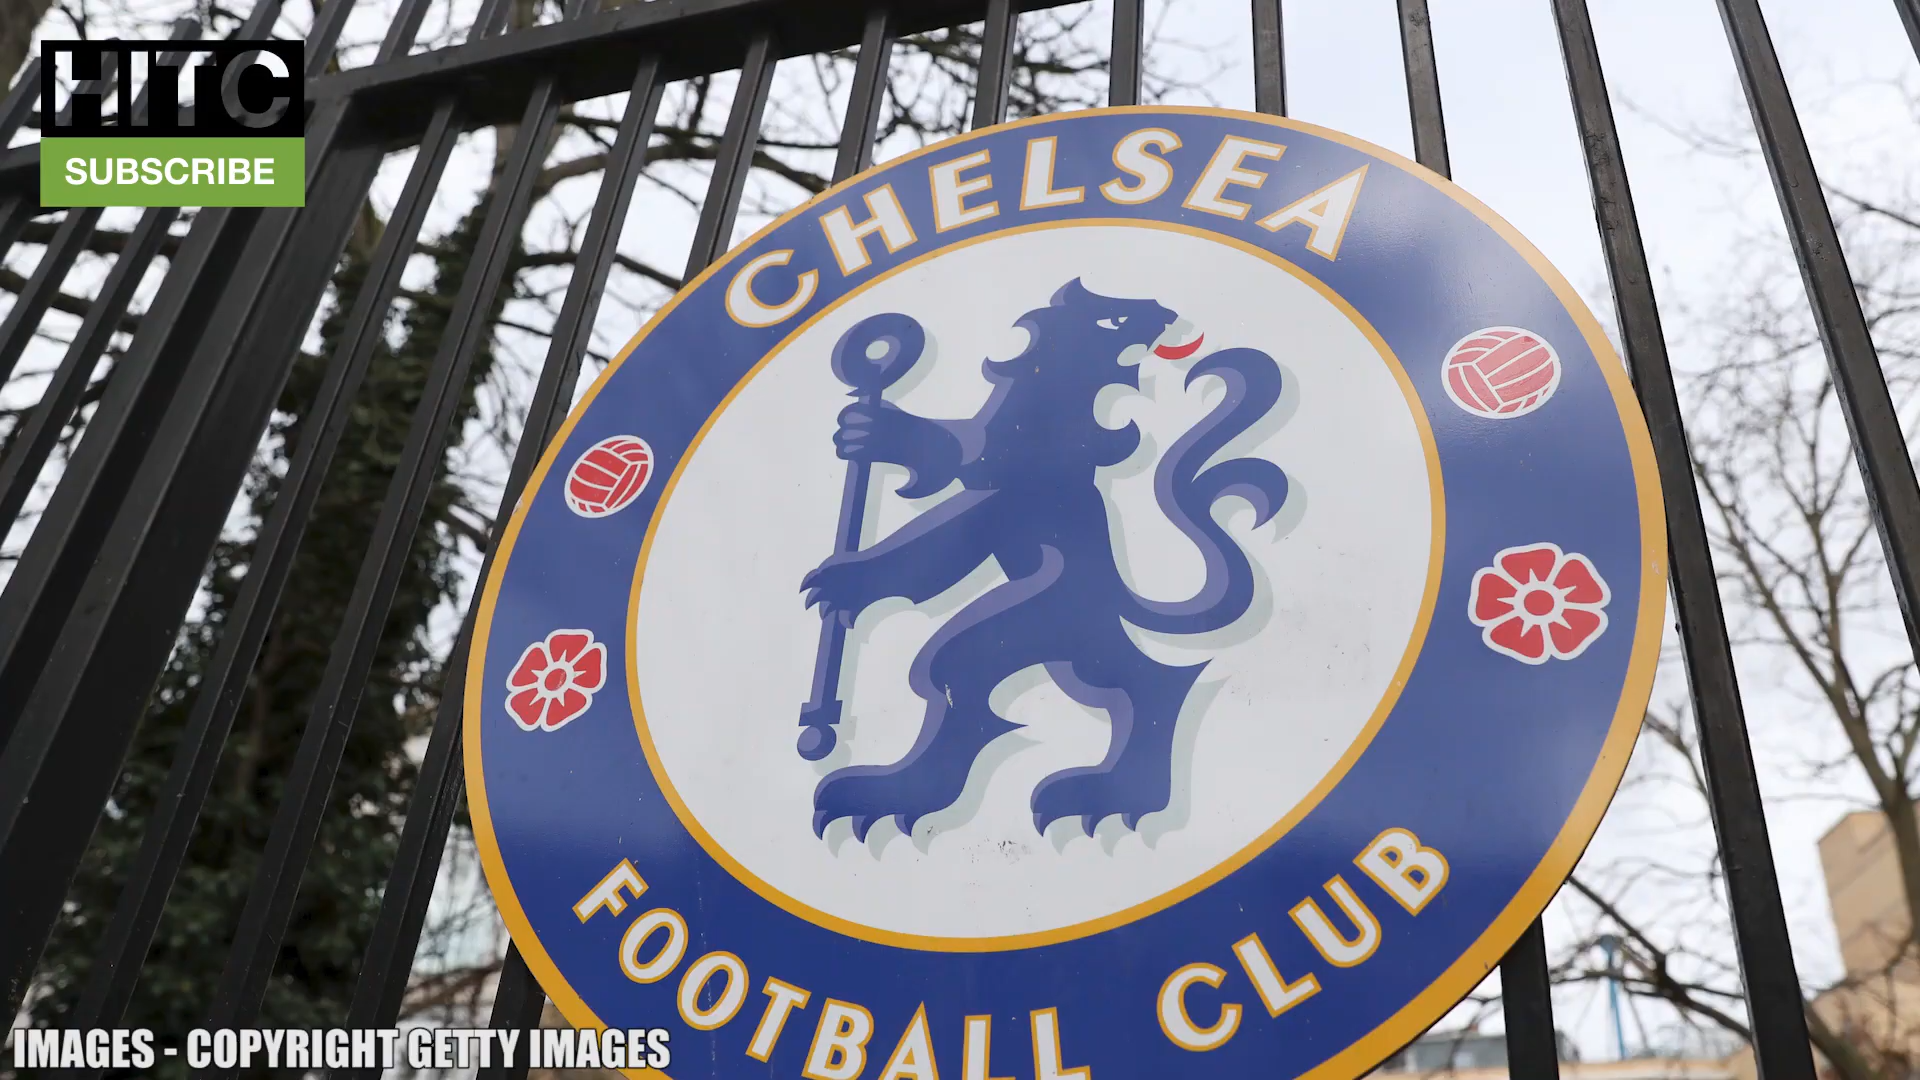 HITC
SUBSCRIBE
CHELSEA
FOOTBALL CLUB
IMAGES - COPYRIGHT GETTY IMAGES